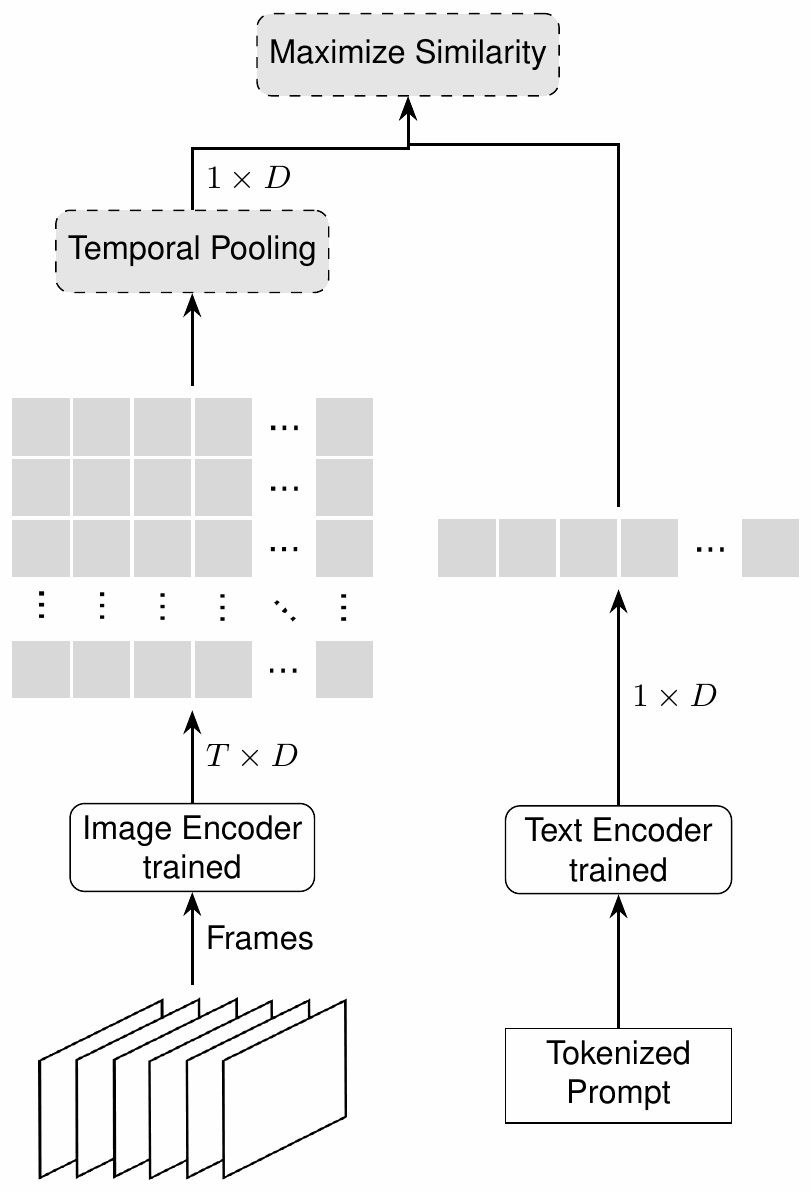 Maximize Similarity
1 × D
Temporal Pooling
...
...
...
...
...
T × D
1 × D
Image Encoder
trained
Text Encoder
trained
Frames
Tokenized
Prompt